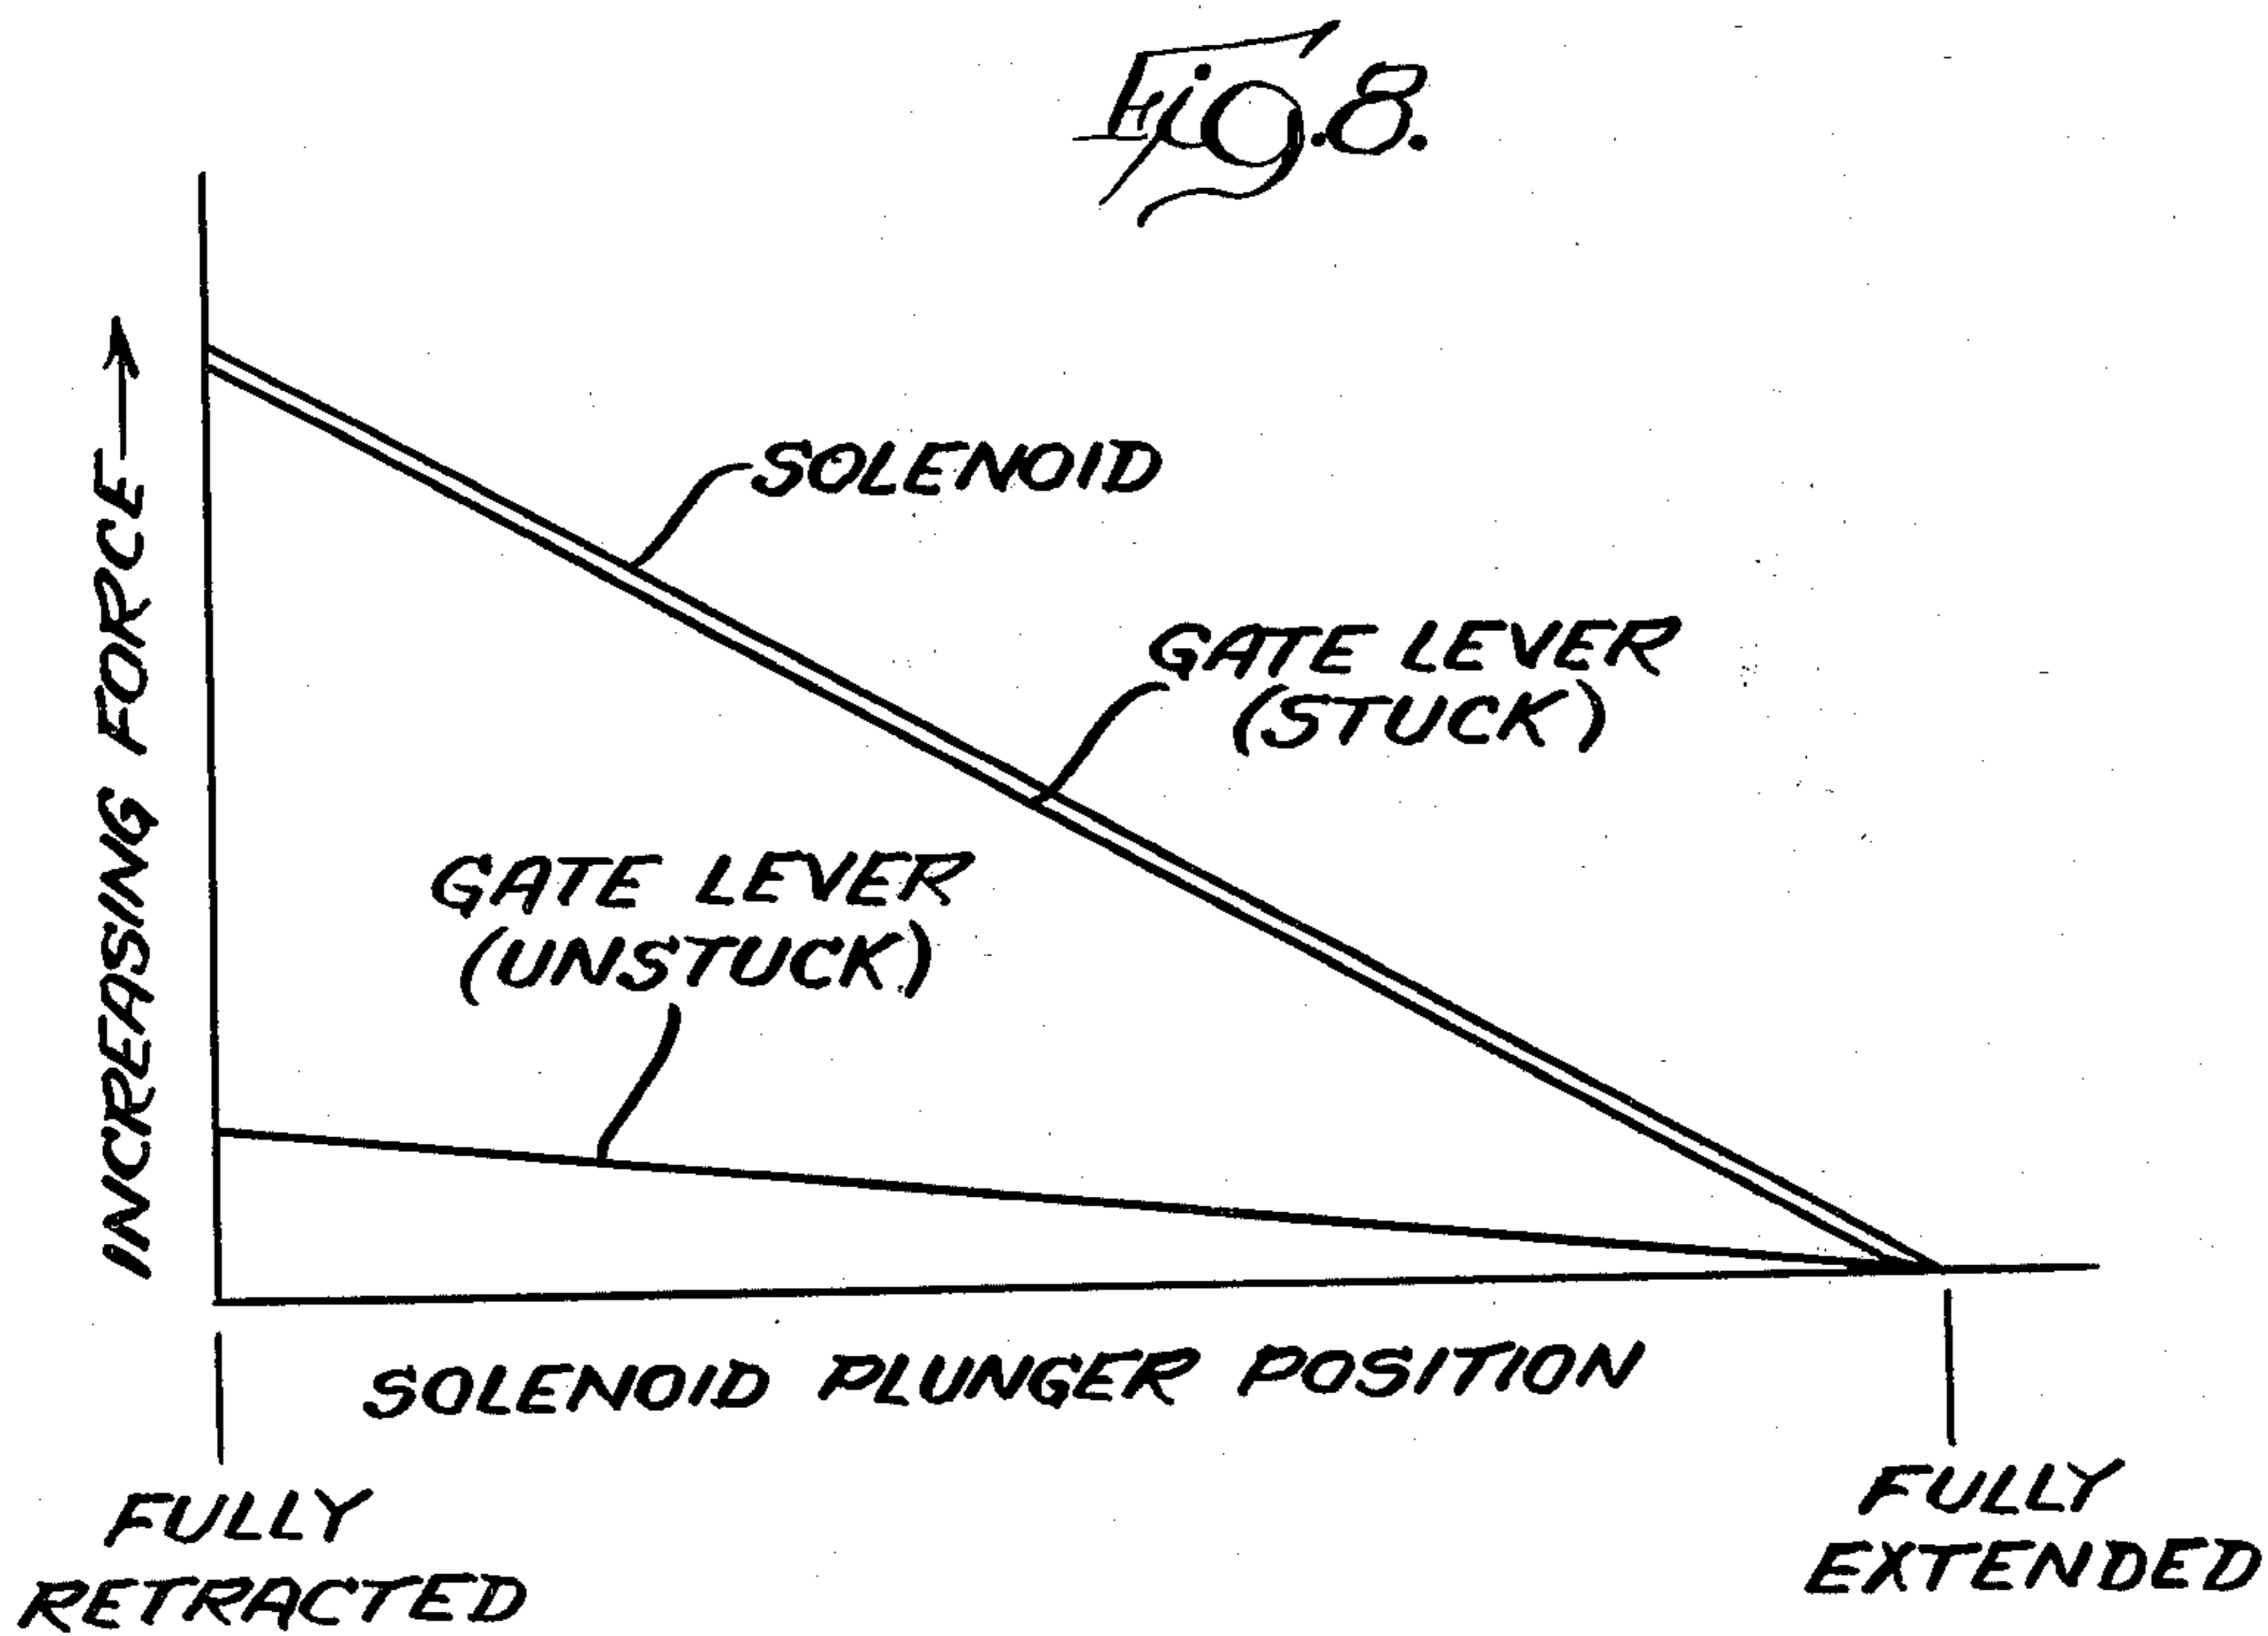 Fig. 8.
INCREASING FORCE
SOLENOID
GATE LEVER
(STUCK)
GATE LEVER
(UNSTUCK)
SOLENOID PLUNGER POSITION
FULLY
RETRACTED
FULLY
EXTENDED